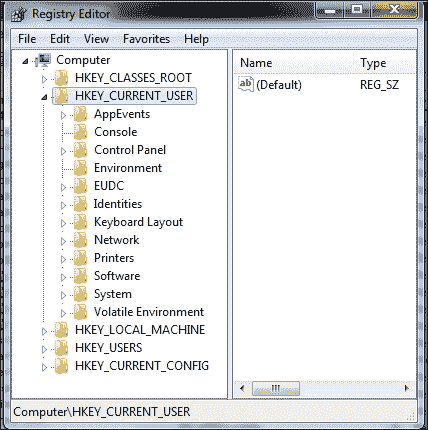 Registry Editor
File Edit View Favorites Help
Computer
HKEY_CLASSES_ROOT
HKEY_CURRENT_USER
AppEvents
Console
Control Panel
Environment
EUDC
Identities
Keyboard Layout
Network
Printers
Software
System
Volatile Environment
HKEY_LOCAL_MACHINE
HKEY_USERS
HKEY_CURRENT_CONFIG
Name Type
ab (Default) REG_SZ
Computer\HKEY_CURRENT_USER